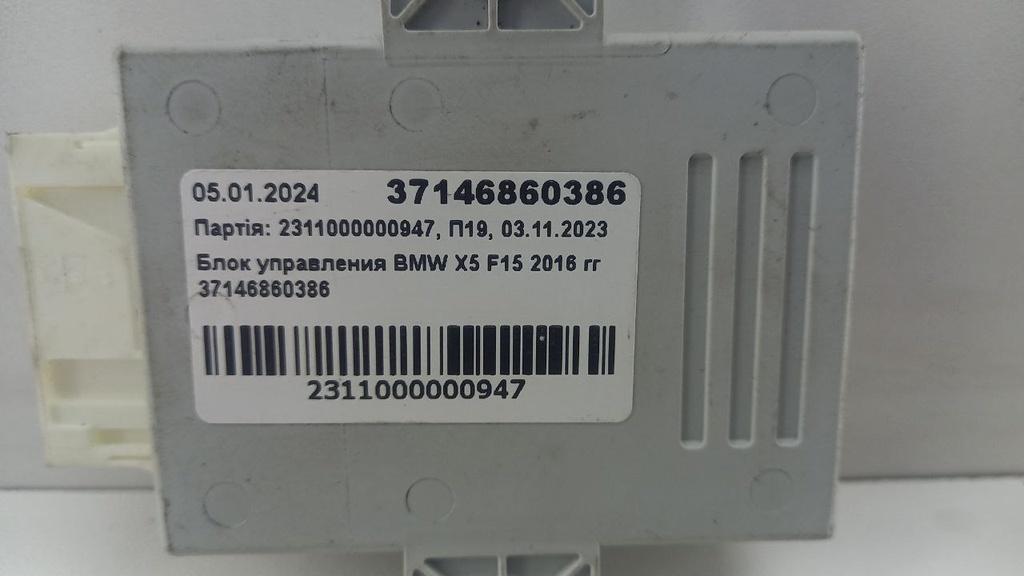 05.01.2024 37146860386
Партія: 2311000000947, П19, 03.11.2023
Блок управления BMW X5 F15 2016 гг
37146860386
2311000000947